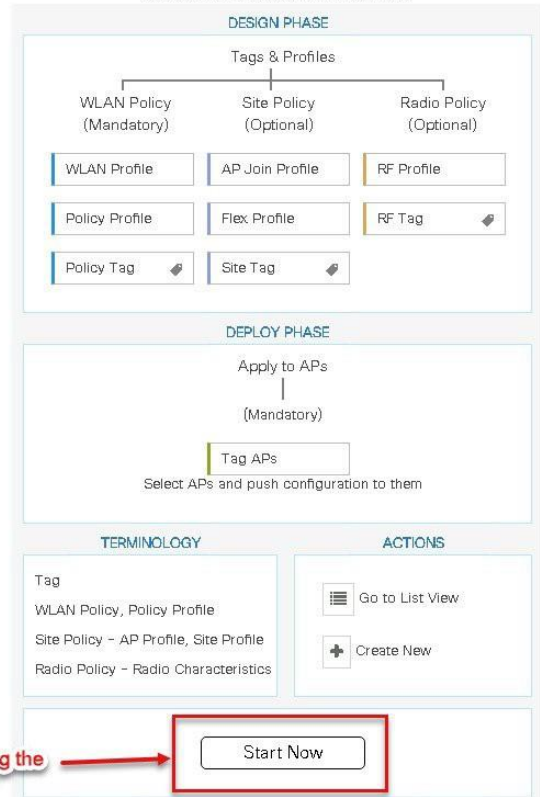 DESIGN PHASE
Tags & Profiles
WLAN Policy
(Mandatory)
Site Policy
(Optional)
Radio Policy
(Optional)
WLAN Profile
AP Join Profile
RF Profile
Policy Profile
Flex Profile
RF Tag
Policy Tag
Site Tag
DEPLOY PHASE
Apply to APs
(Mandatory)
Tag APs
Select APs and push configuration to them
TERMINOLOGY
Tag
WLAN Policy, Policy Profile
Site Policy - AP Profile, Site Profile
Radio Policy - Radio Characteristics
ACTIONS
Go to List View
Create New
Start Now
g the